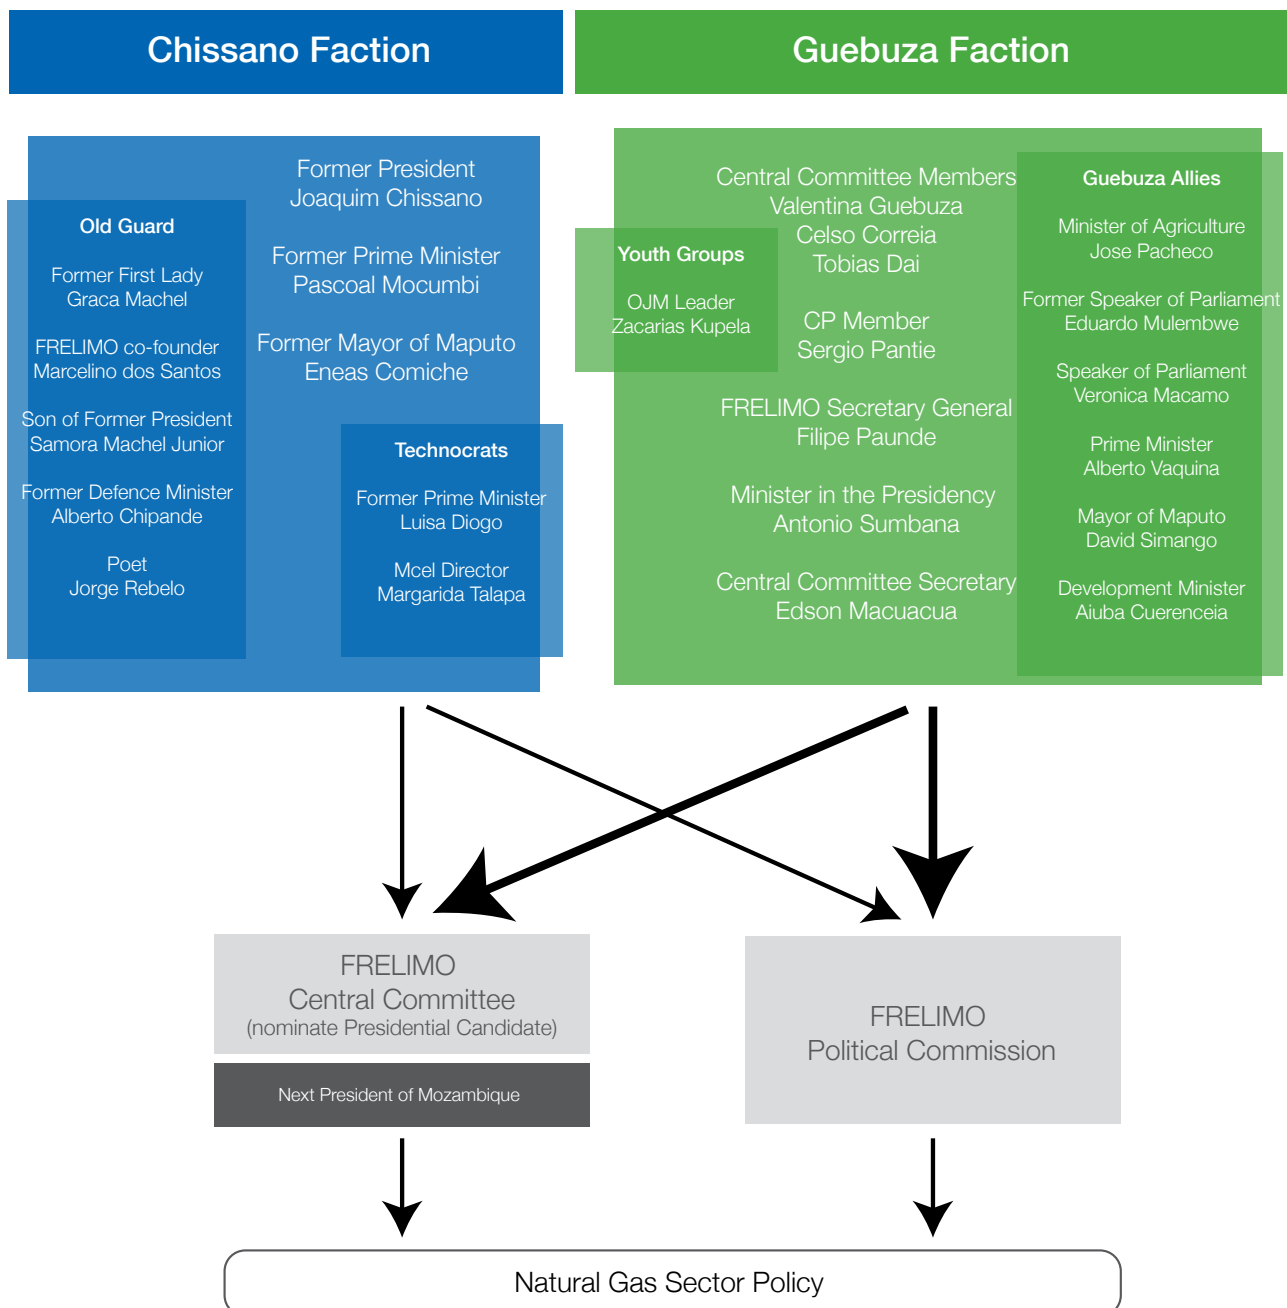 Chissano Faction
Guebuza Faction
Former President
Joaquim Chissano
Former Prime Minister
Pascoal Mocumbi
Former Mayor of Maputo
Eneas Comiche
Old Guard
Former First Lady
Graca Machel
FRELIMO co-founder
Marcelino dos Santos
Son of Former President
Samora Machel Junior
Former Defence Minister
Alberto Chipande
Poet
Jorge Rebelo
Technocrats
Former Prime Minister
Luisa Diogo
Mcel Director
Margarida Talapa
Youth Groups
OJM Leader
Zacarias Kupela
Central Committee Members
Valentina Guebuza
Celso Correia
Tobias Dai
CP Member
Sergio Pantie
FRELIMO Secretary General
Filipe Paunde
Minister in the Presidency
Antonio Sumbana
Central Committee Secretary
Edson Macuacua
Guebuza Allies
Minister of Agriculture
Jose Pacheco
Former Speaker of Parliament
Eduardo Mulembwe
Speaker of Parliament
Veronica Macamo
Prime Minister
Alberto Vaquina
Mayor of Maputo
David Simango
Development Minister
Aiuba Cuerenceia
FRELIMO
Central Committee
(nominate Presidential Candidate)
Next President of Mozambique
FRELIMO
Political Commission
Natural Gas Sector Policy